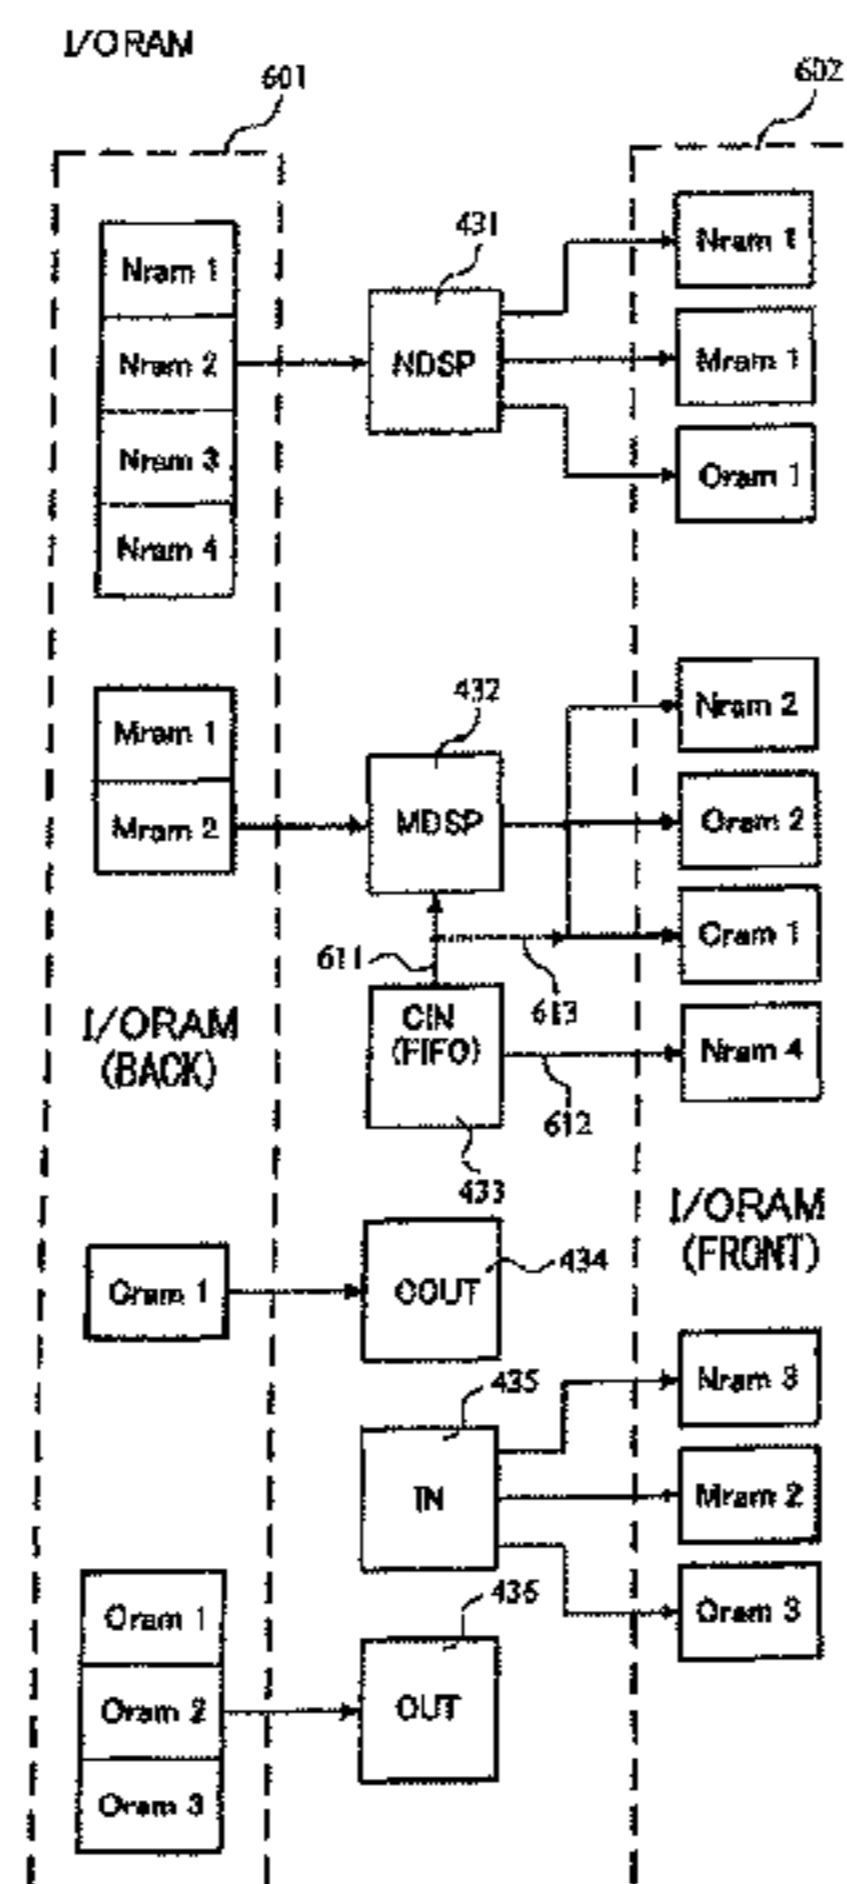 I/ORAM
601
602
Nram 1
Nram 2
Nram 3
Nram 4
431
NDSP
Nram 1
Mram 1
Oram 1
Mram 1
Mram 2
432
MDSP
Nram 2
Oram 2
Cram 1
611
613
I/ORAM
(BACK)
CIN
(FIFO)
Nram 4
612
433
I/ORAM
(FRONT)
Cram 1
COUT
434
435
IN
Nram 3
Mram 2
Oram 3
Oram 1
Oram 2
Oram 3
436
OUT